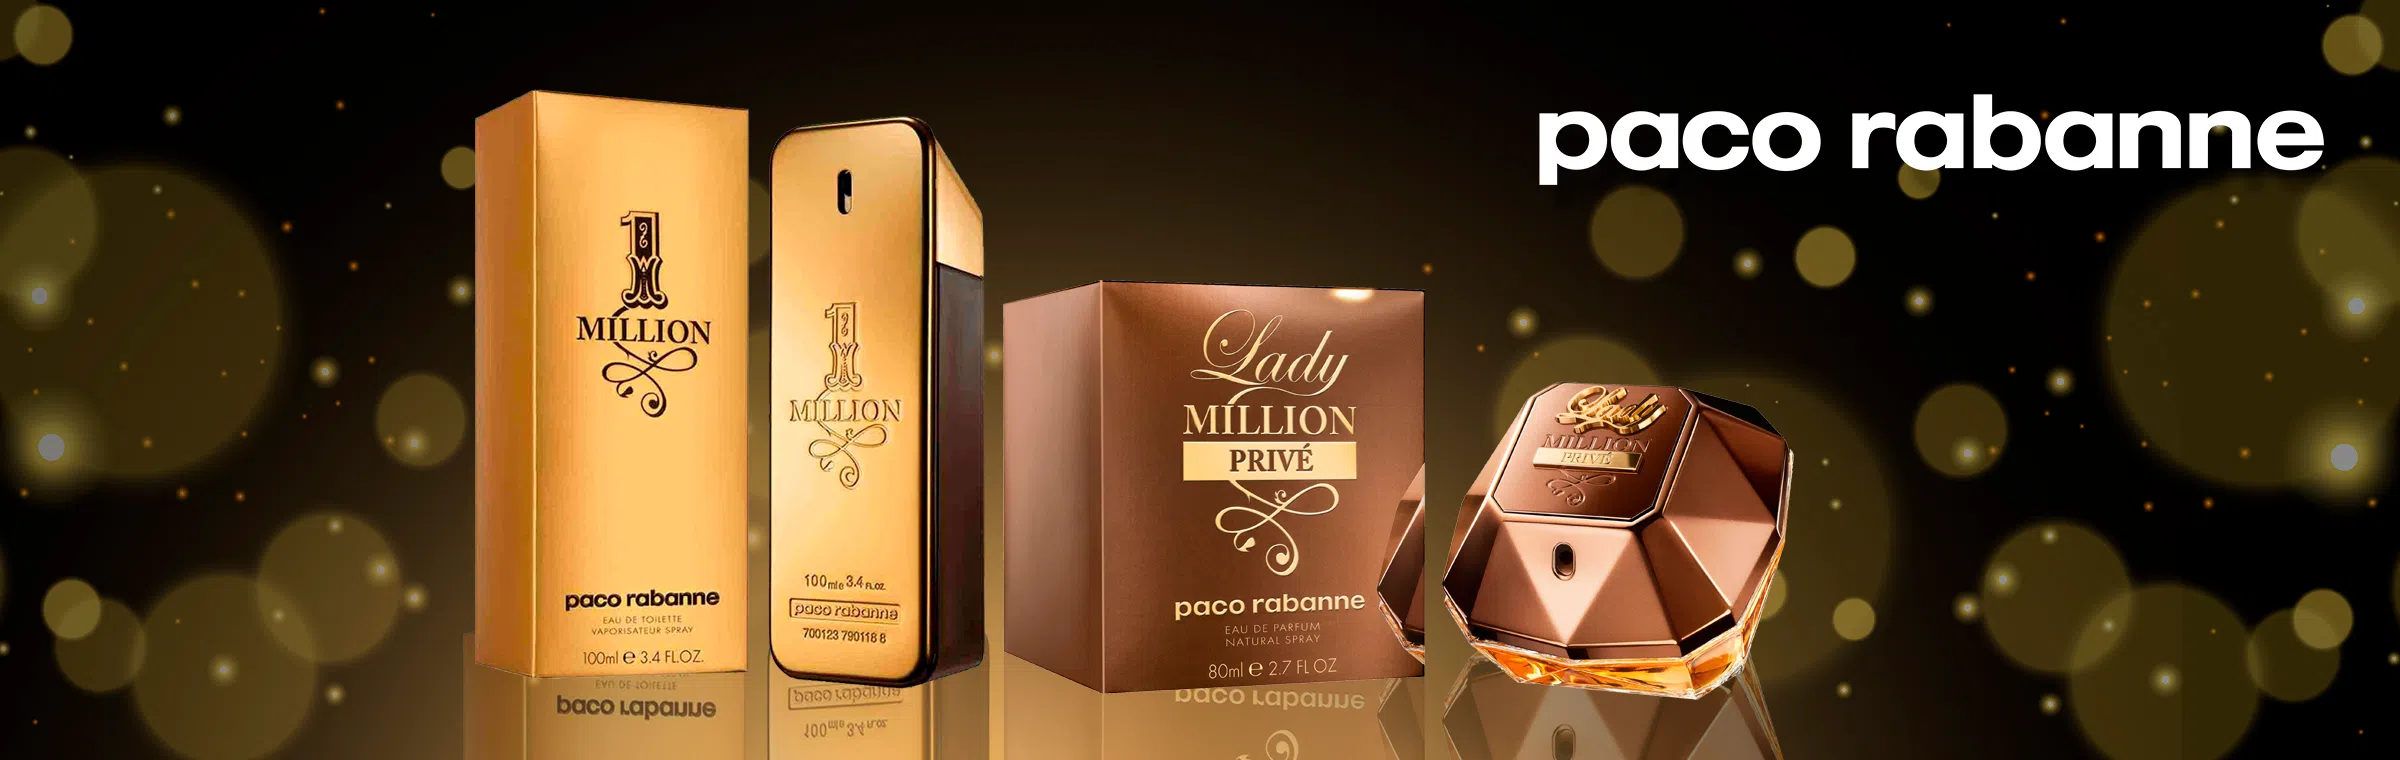 paco rabanne
1
MILLION
paco rabanne
EAU DE TOILETTE
VAPORISATEUR SPRAY
100ml e 3.4 FL.OZ.
1
MILLION
100ml e 3.4 FL.OZ.
paco rabanne
700123 790118 8
Lady
MILLION
PRIVÉ
paco rabanne
EAU DE PARFUM
NATURAL SPRAY
80ml e 2.7 FL OZ
Lady
MILLION
PRIVÉ